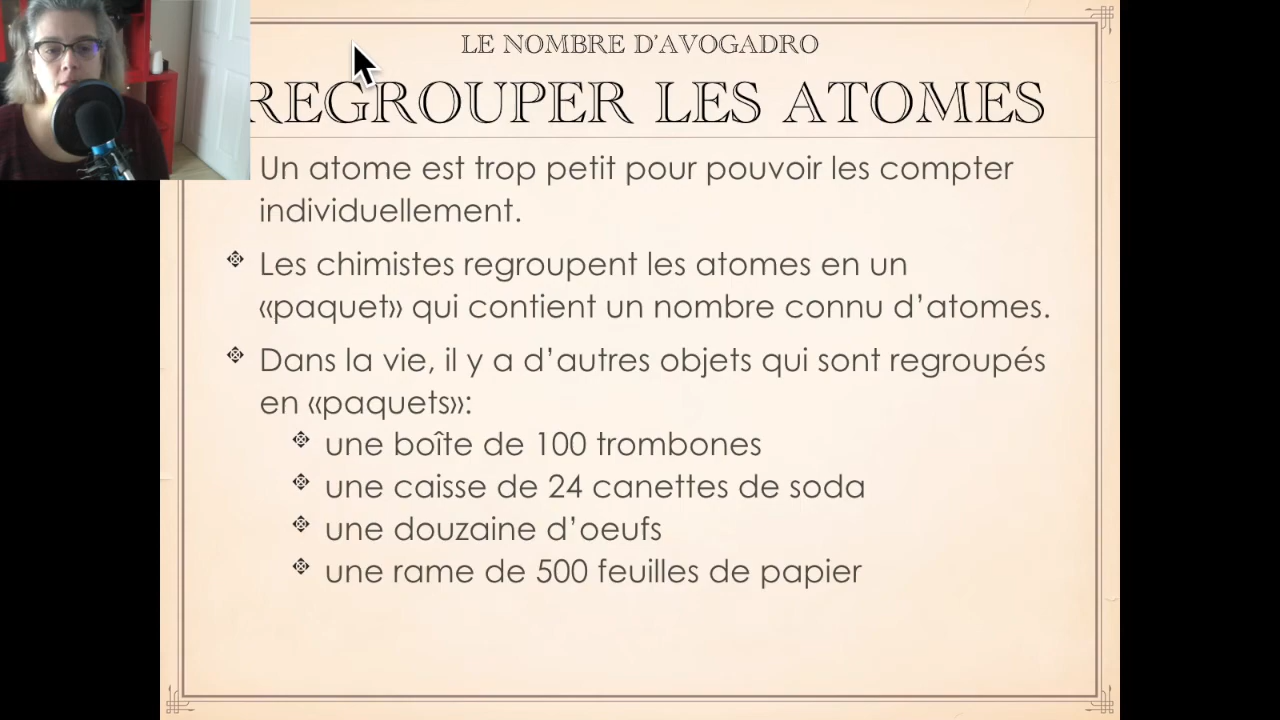 LE NOMBRE D'AVOGADRO
REGROUPER LES ATOMES
Un atome est trop petit pour pouvoir les compter
individuellement.
Les chimistes regroupent les atomes en un
«paquet» qui contient un nombre connu d'atomes.
Dans la vie, il y a d'autres objets qui sont regroupés
en «paquets»:
une boîte de 100 trombones
une caisse de 24 canettes de soda
une douzaine d'oeufs
une rame de 500 feuilles de papier